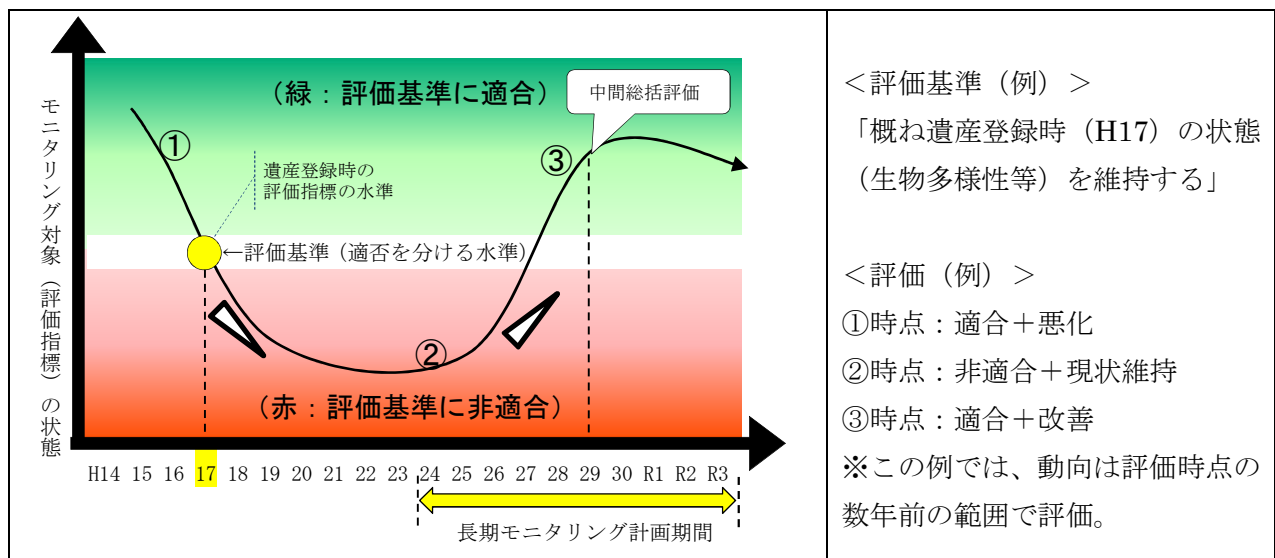 モニタリング対象（評価指標）の状態
（緑：評価基準に適合）
中間総括評価
①
③
遺産登録時の
評価指標の水準
←評価基準（適否を分ける水準）
②
（赤：評価基準に非適合）
H14 15 16 17 18 19 20 21 22 23 24 25 26 27 28 29 30 R1 R2 R3
長期モニタリング計画期間
＜評価基準（例）＞
「概ね遺産登録時（H17）の状態
（生物多様性等）を維持する」
＜評価（例）＞
①時点：適合＋悪化
②時点：非適合＋現状維持
③時点：適合＋改善
※この例では、動向は評価時点の
数年前の範囲で評価。